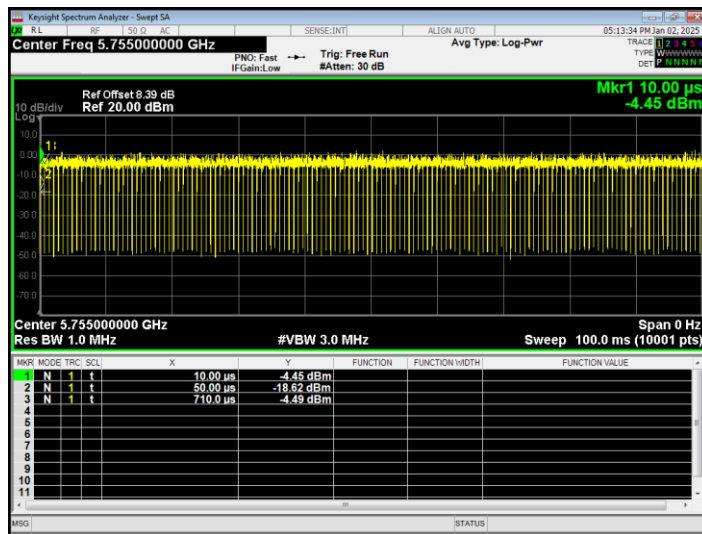 Keysight Spectrum Analyzer - Swept SA
RL RF 50 Ω AC SENSE:INT ALIGN AUTO 05:13:34 PM Jan 02, 2025
Center Freq 5.755000000 GHz
PNO: Fast
IFGain:Low
Trig: Free Run
#Atten: 30 dB
Avg Type: Log-Pwr
TRACE 1 2 3 4 5
TYPE W
DET P N N N N
Mkr1 10.00 µs
-4.45 dBm
Ref Offset 8.39 dB
10 dB/div Ref 20.00 dBm
Log
10.0
0.00
-10.0
-20.0
-30.0
-40.0
-50.0
-60.0
-70.0
1
2
Center 5.755000000 GHz Span 0 Hz
Res BW 1.0 MHz #VBW 3.0 MHz Sweep 100.0 ms (10001 pts)
MKR MODE TRC SCL X Y FUNCTION FUNCTION WIDTH FUNCTION VALUE
1 N 1 t 10.00 µs -4.45 dBm
2 N 1 t 50.00 µs -18.62 dBm
3 N 1 t 710.0 µs -4.49 dBm
4
5
6
7
8
9
10
11
MSG STATUS